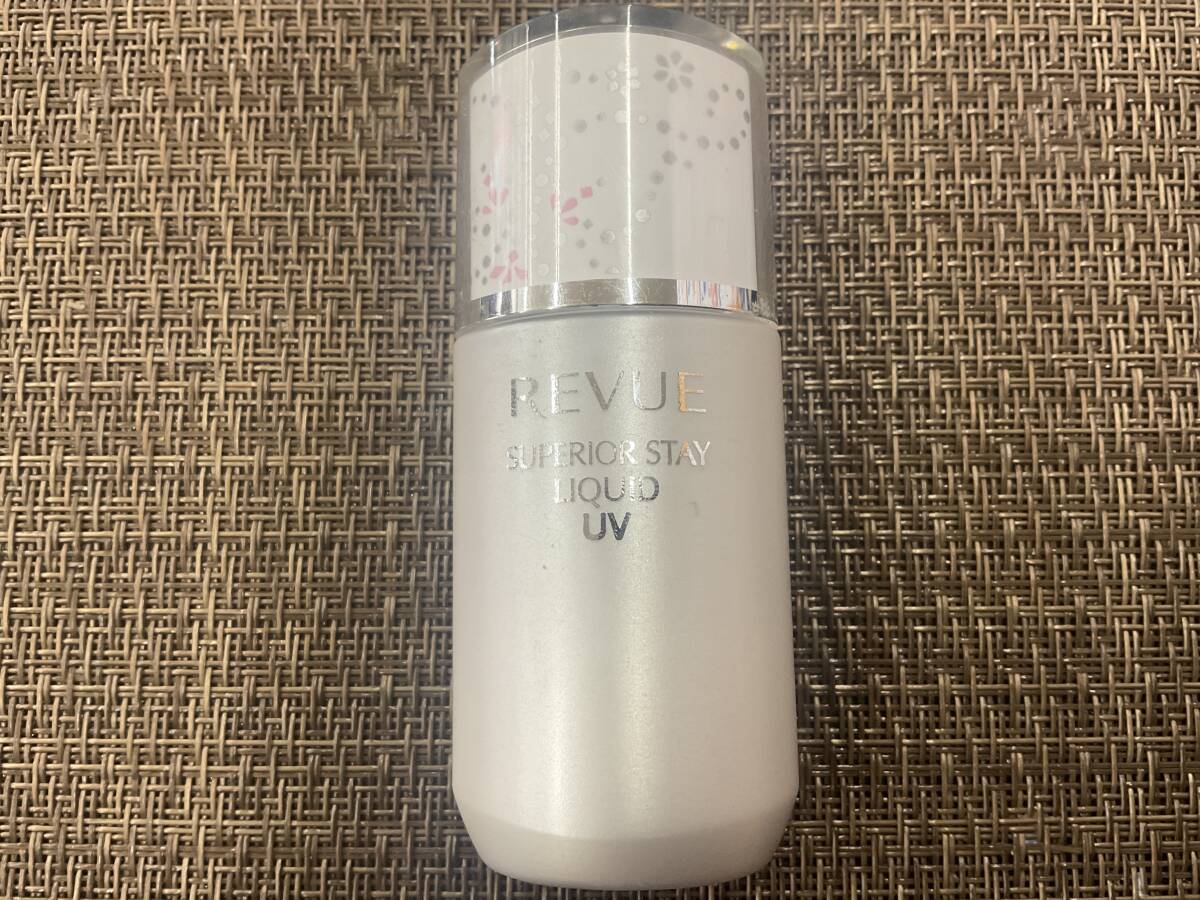 REVUE
SUPERIOR STAY
LIQUID
UV